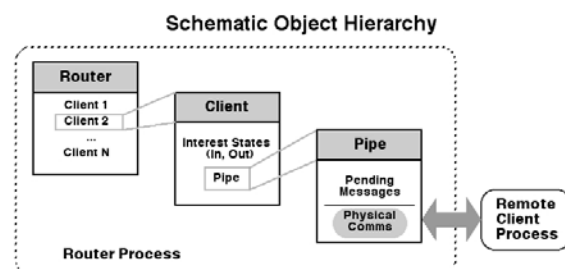 Schematic Object Hierarchy
Router
Client 1
Client 2
...
Client N
Client
Interest States
(In, Out)
Pipe
Pipe
Pending
Messages
Physical
Comms
Remote
Client
Process
Router Process